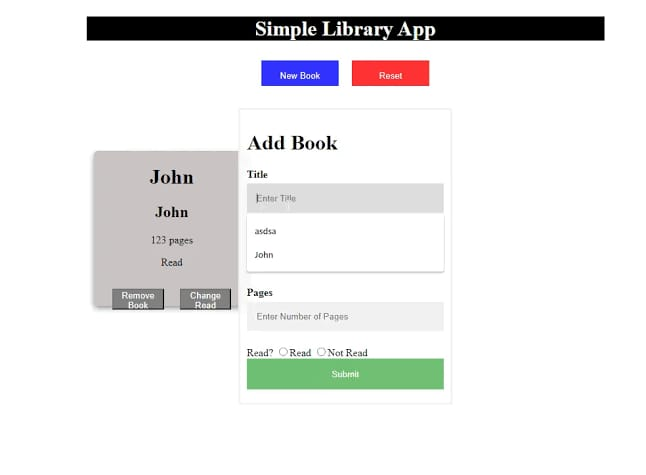 Simple Library App
New Book
Reset
John
John
123 pages
Read
Remove
Book
Change
Read
Add Book
Title
Enter Title
asdsa
John
Pages
Enter Number of Pages
Read? Read Not Read
Submit